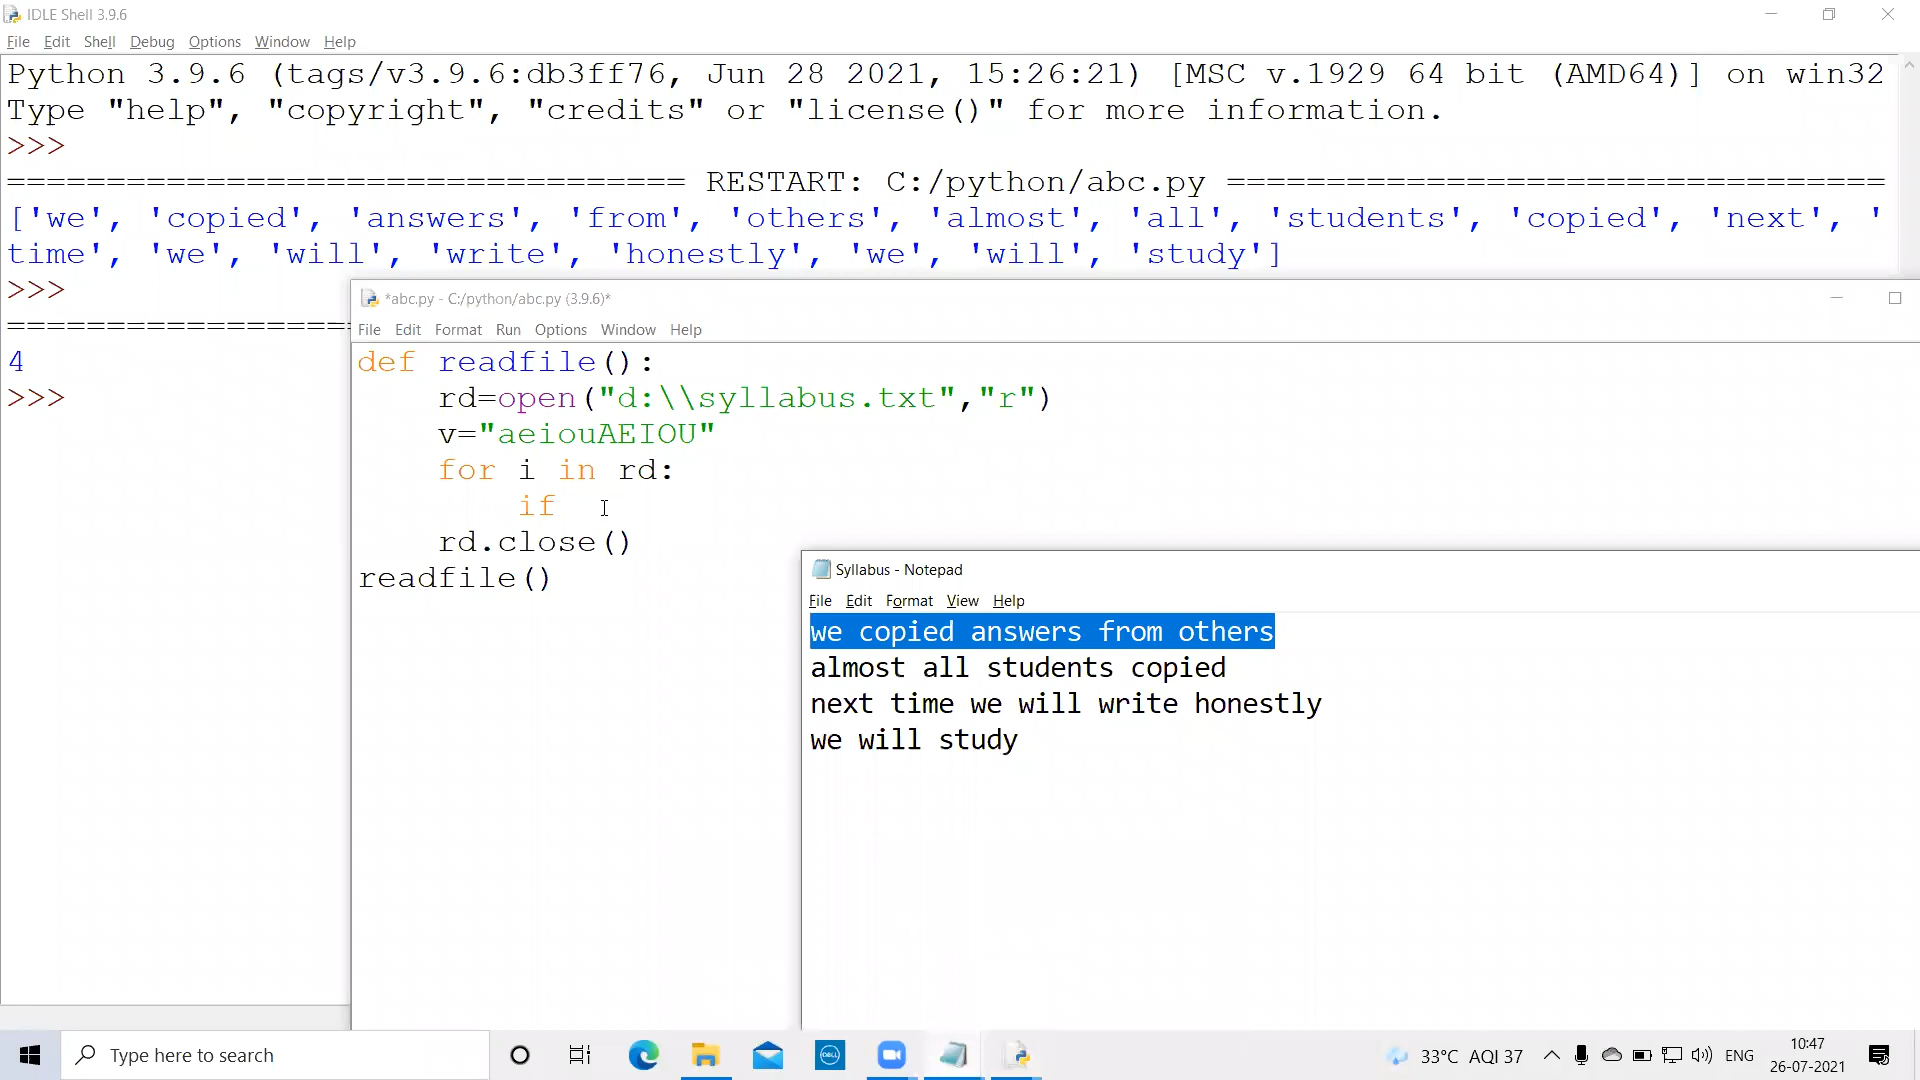 IDLE Shell 3.9.6
File Edit Shell Debug Options Window Help
Python 3.9.6 (tags/v3.9.6:db3ff76, Jun 28 2021, 15:26:21) [MSC v.1929 64 bit (AMD64)] on win32
Type "help", "copyright", "credits" or "license()" for more information.
>>>
================================== RESTART: C:/python/abc.py =================================
['we', 'copied', 'answers', 'from', 'others', 'almost', 'all', 'students', 'copied', 'next', '
time', 'we', 'will', 'write', 'honestly', 'we', 'will', 'study']
>>>
==================
4
>>>
*abc.py - C:/python/abc.py (3.9.6)*
File Edit Format Run Options Window Help
def readfile():
    rd=open("d:\\syllabus.txt","r")
    v="aeiouAEIOU"
    for i in rd:
        if
    rd.close()
readfile()
Syllabus - Notepad
File Edit Format View Help
we copied answers from others
almost all students copied
next time we will write honestly
we will study
Type here to search
DELL
33°C AQI 37
ENG
10:47
26-07-2021